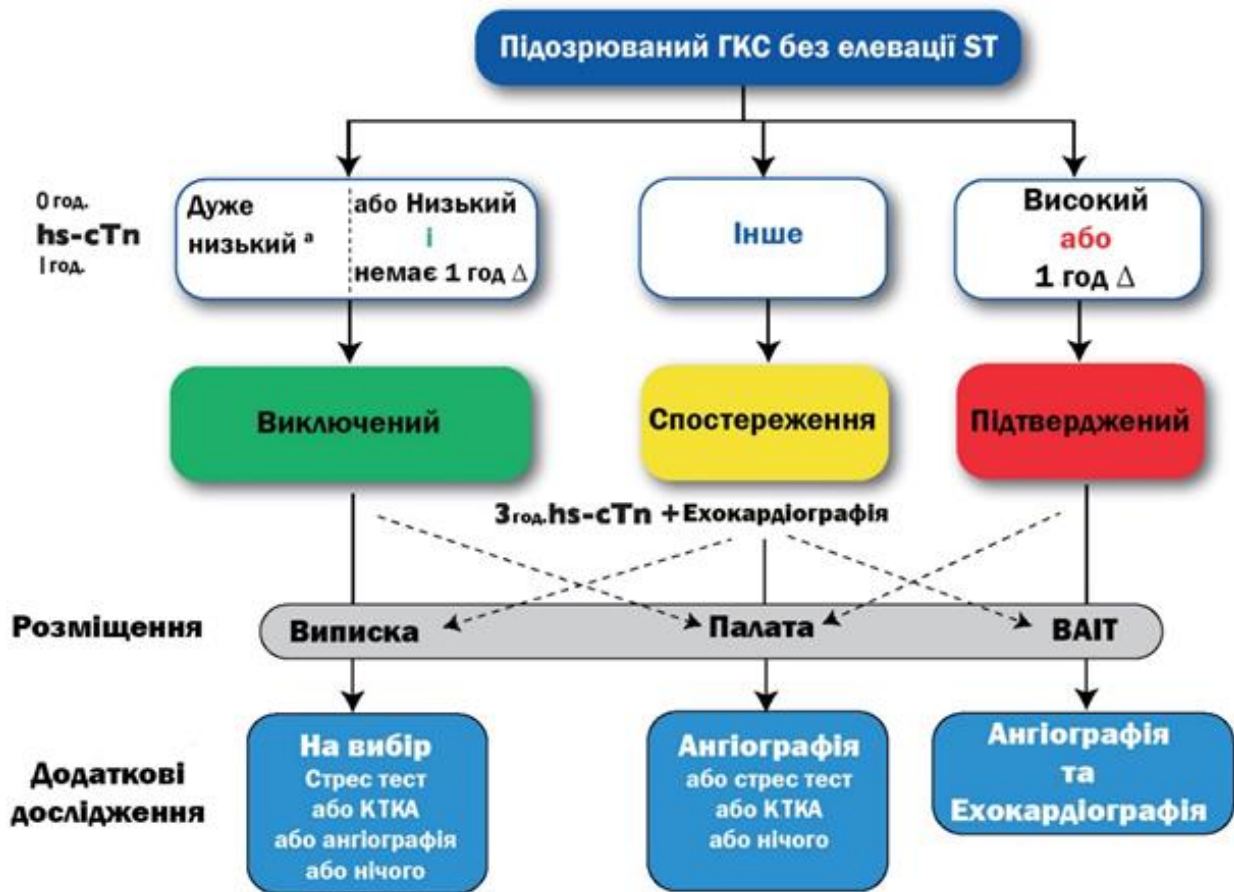 Підозрюваний ГКС без елевації ST
0 год.
hs-cTn
1 год.
Дуже
низький ª
або Низький
і
немає 1 год Δ
Інше
Високий
або
1 год Δ
Виключений
Спостереження
Підтверджений
3 год. hs-cTn + Ехокардіографія
Розміщення
Виписка
Палата
ВАІТ
Додаткові
дослідження
На вибір
Стрес тест
або КТКА
або ангіографія
або нічого
Ангіографія
або стрес тест
або КТКА
або нічого
Ангіографія
та
Ехокардіографія